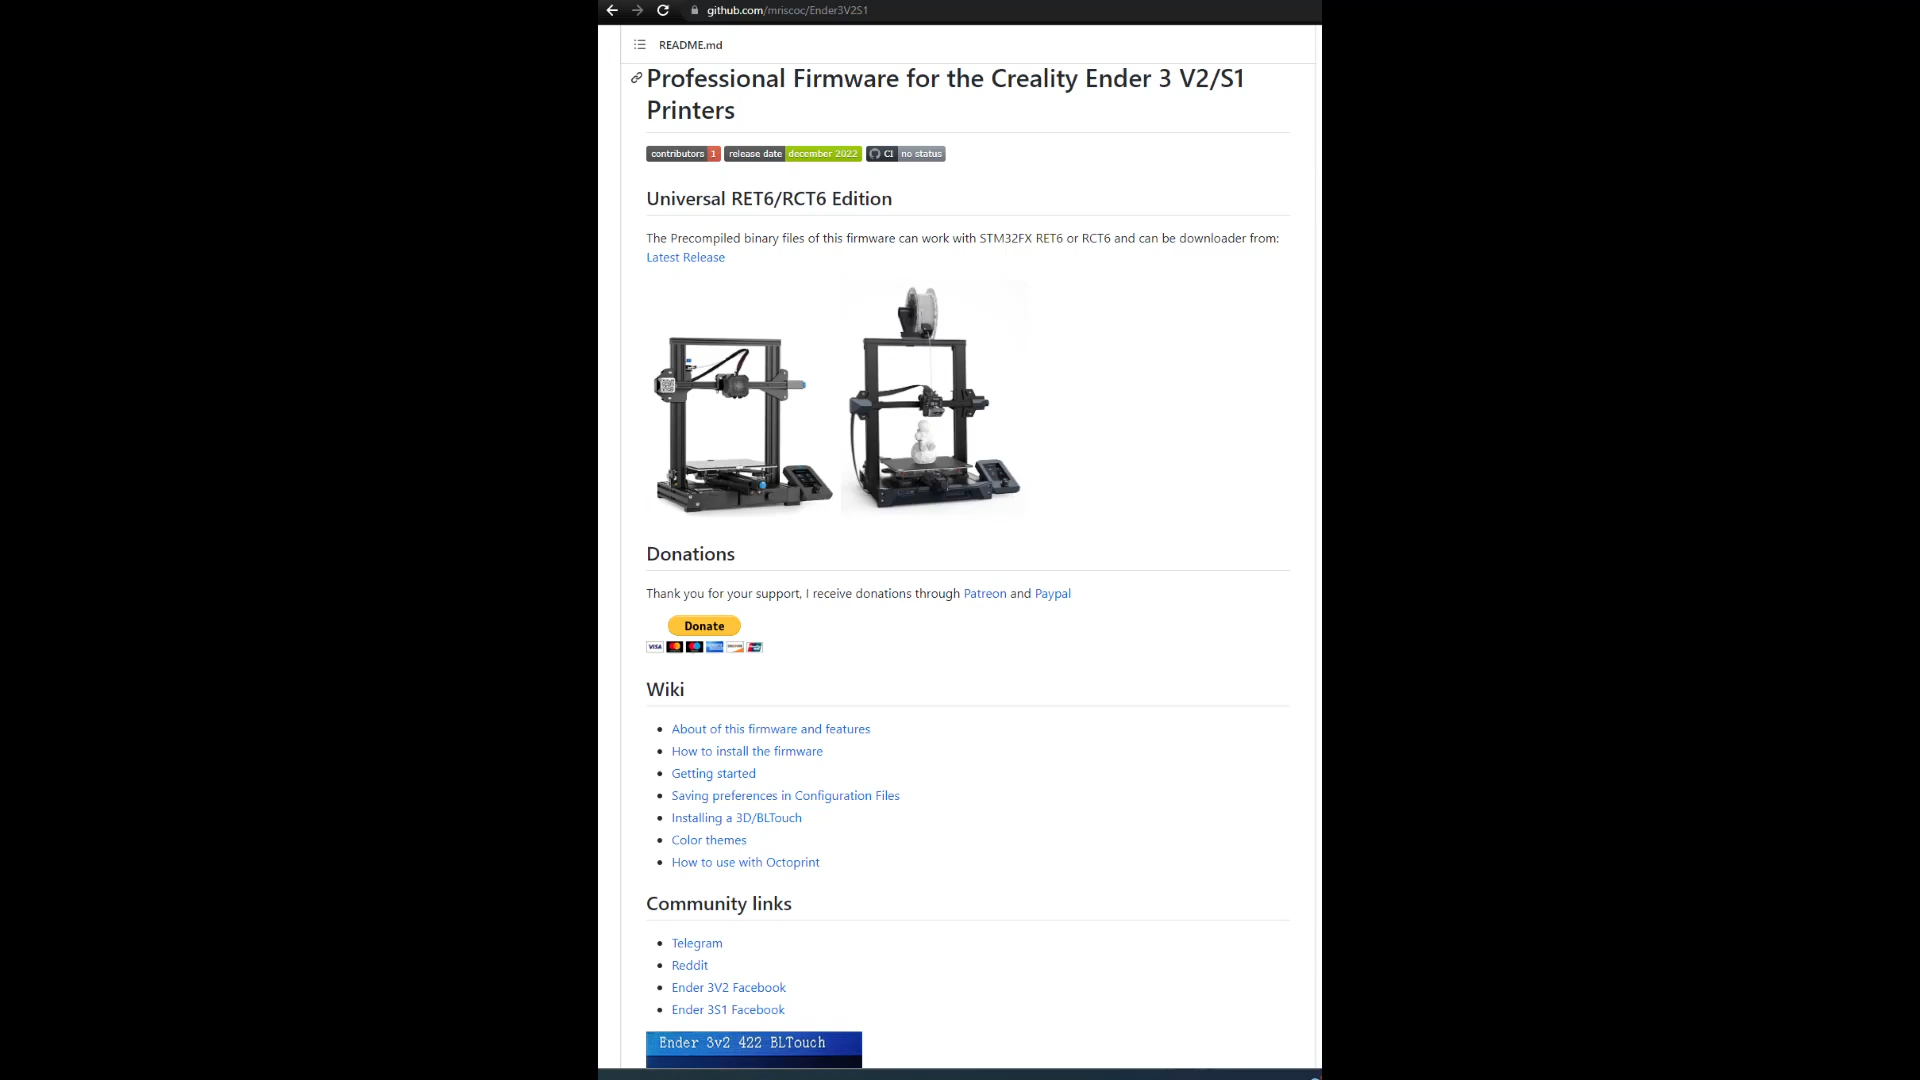 github.com/mriscoc/Ender3V2S1
README.md
Professional Firmware for the Creality Ender 3 V2/S1
Printers
contributors 1 release date december 2022 CI no status
Universal RET6/RCT6 Edition
The Precompiled binary files of this firmware can work with STM32FX RET6 or RCT6 and can be downloader from:
Latest Release
Donations
Thank you for your support, I receive donations through Patreon and Paypal
Donate
VISA
Wiki
About of this firmware and features
How to install the firmware
Getting started
Saving preferences in Configuration Files
Installing a 3D/BLTouch
Color themes
How to use with Octoprint
Community links
Telegram
Reddit
Ender 3V2 Facebook
Ender 3S1 Facebook
Ender 3v2 422 BLTouch